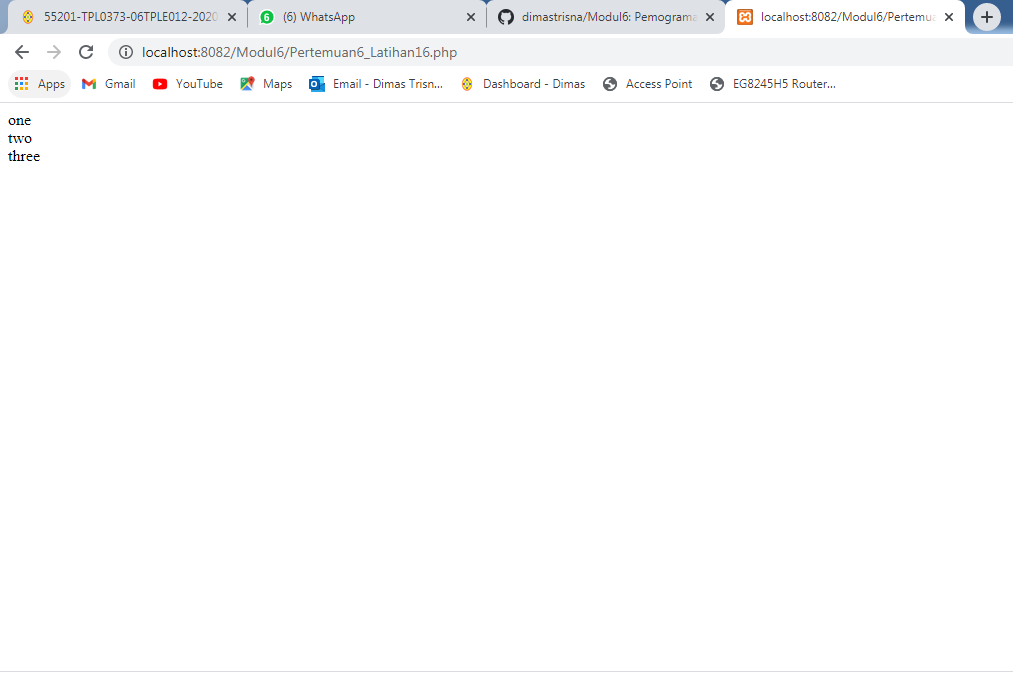 55201-TPL0373-06TPLE012-2020
(6) WhatsApp
dimastrisna/Modul6: Pemograma
localhost:8082/Modul6/Pertemua
localhost:8082/Modul6/Pertemuan6_Latihan16.php
Apps Gmail YouTube Maps Email - Dimas Trisn... Dashboard - Dimas Access Point EG8245H5 Router...
one
two
three